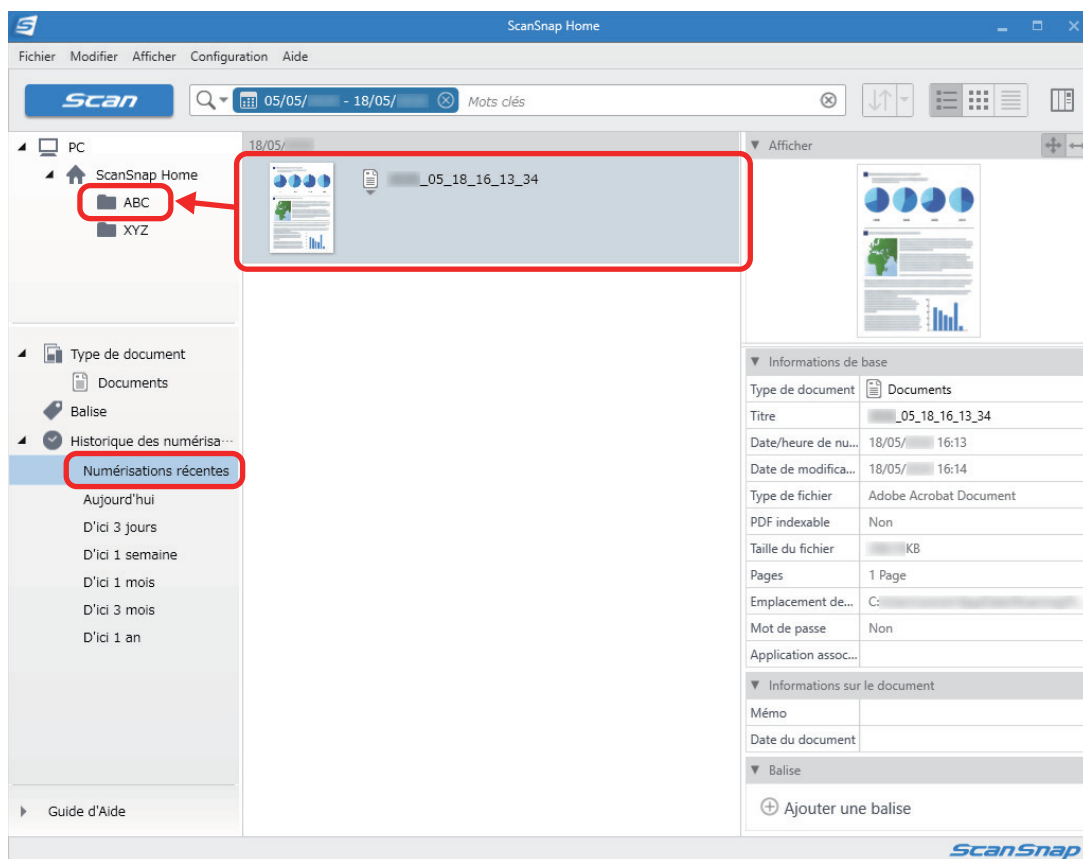 ScanSnap Home
Fichier Modifier Afficher Configuration Aide
Scan
05/05/ - 18/05/ Mots clés
PC
ScanSnap Home
ABC
XYZ
Type de document
Documents
Balise
Historique des numérisa···
Numérisations récentes
Aujourd'hui
D'ici 3 jours
D'ici 1 semaine
D'ici 1 mois
D'ici 3 mois
D'ici 1 an
Guide d'Aide
18/05/
_05_18_16_13_34
Afficher
Informations de base
Type de document Documents
Titre _05_18_16_13_34
Date/heure de nu... 18/05/ 16:13
Date de modifica... 18/05/ 16:14
Type de fichier Adobe Acrobat Document
PDF indexable Non
Taille du fichier KB
Pages 1 Page
Emplacement de... C:
Mot de passe Non
Application assoc...
Informations sur le document
Mémo
Date du document
Balise
Ajouter une balise
ScanSnap